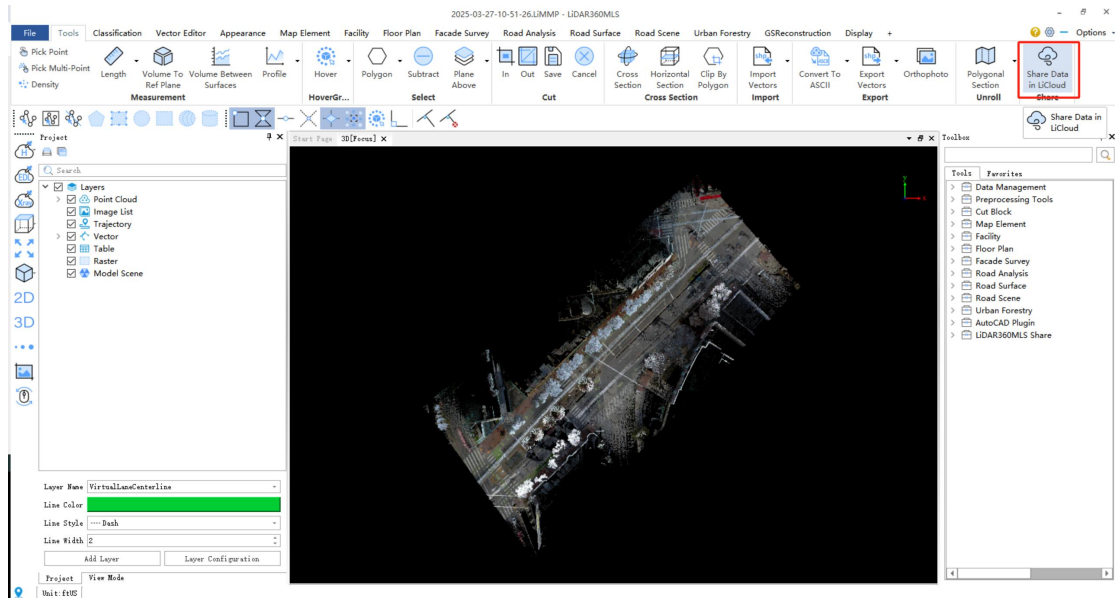 2025-03-27-10-51-26.LiMMP - LiDAR360MLS
File Tools Classification Vector Editor Appearance Map Element Facility Floor Plan Facade Survey Road Analysis Road Surface Road Scene Urban Forestry GSReconstruction Display + Options
Pick Point
Pick Multi-Point
Density
Length
Volume To Ref Plane
Volume Between Surfaces
Profile
Measurement
Hover
HoverGr...
Polygon
Subtract
Plane Above
Select
In Out Save Cancel
Cut
Cross Section
Horizontal Section
Clip By Polygon
Cross Section
shp
Import Vectors
Import
Convert To ASCII
shp
Export Vectors
Orthophoto
Export
Polygonal Section
Unroll
Share Data in LiCloud
Share
Share Data in LiCloud
Project
Start Page 3D[Focus]
Toolbox
H
EDL
Xray
2D
3D
Search
Layers
Point Cloud
Image List
Trajectory
Vector
Table
Raster
Model Scene
Y
X
Tools Favorites
Data Management
Preprocessing Tools
Cut Block
Map Element
Facility
Floor Plan
Facade Survey
Road Analysis
Road Surface
Road Scene
Urban Forestry
AutoCAD Plugin
LiDAR360MLS Share
Layer Name VirtualLaneCenterline
Line Color
Line Style ---- Dash
Line Width 2
Add Layer Layer Configuration
Project View Mode
Unit:ftUS